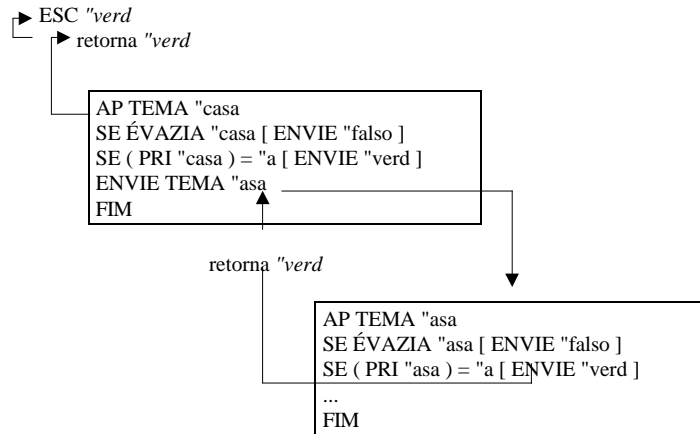 ESC "verd
retorna "verd
AP TEMA "casa
SE ÉVAZIA "casa [ ENVIE "falso ]
SE ( PRI "casa ) = "a [ ENVIE "verd ]
ENVIE TEMA "asa
FIM
retorna "verd
AP TEMA "asa
SE ÉVAZIA "asa [ ENVIE "falso ]
SE ( PRI "asa ) = "a [ ENVIE "verd ]
...
FIM